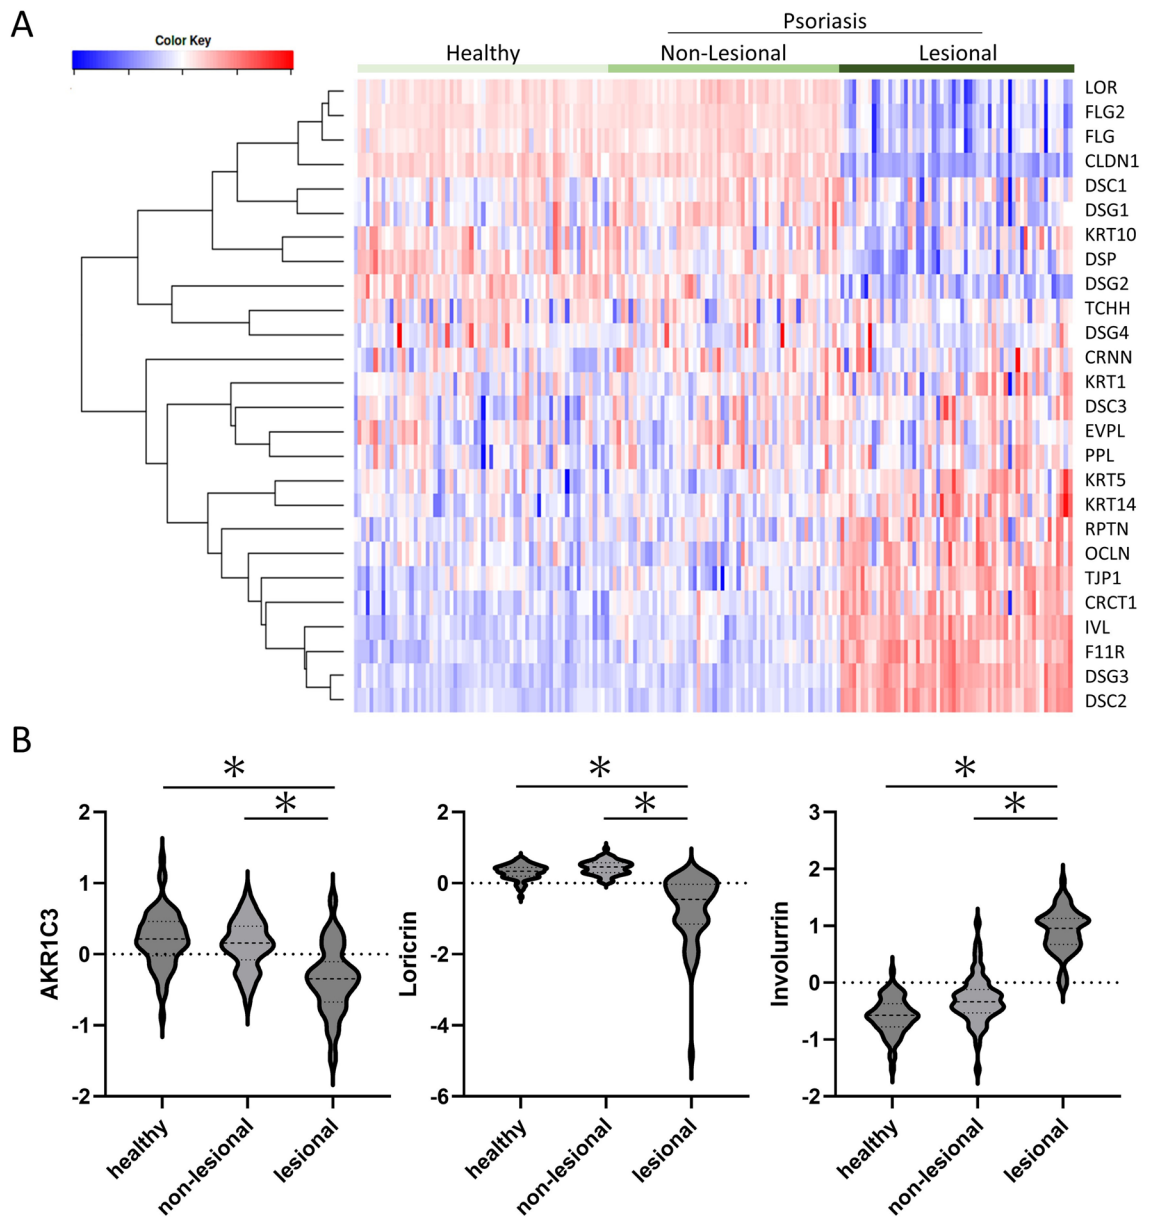 A
Color Key
Psoriasis
Healthy
Non-Lesional
Lesional
LOR
FLG2
FLG
CLDN1
DSC1
DSG1
KRT10
DSP
DSG2
TCHH
DSG4
CRNN
KRT1
DSC3
EVPL
PPL
KRT5
KRT14
RPTN
OCLN
TJP1
CRCT1
IVL
F11R
DSG3
DSC2
B
*
*
AKR1C3
2
1
0
-1
-2
healthy
non-lesional
lesional
*
*
Loricrin
2
0
-2
-4
-6
healthy
non-lesional
lesional
*
*
Involurrin
3
2
1
0
-1
-2
healthy
non-lesional
lesional